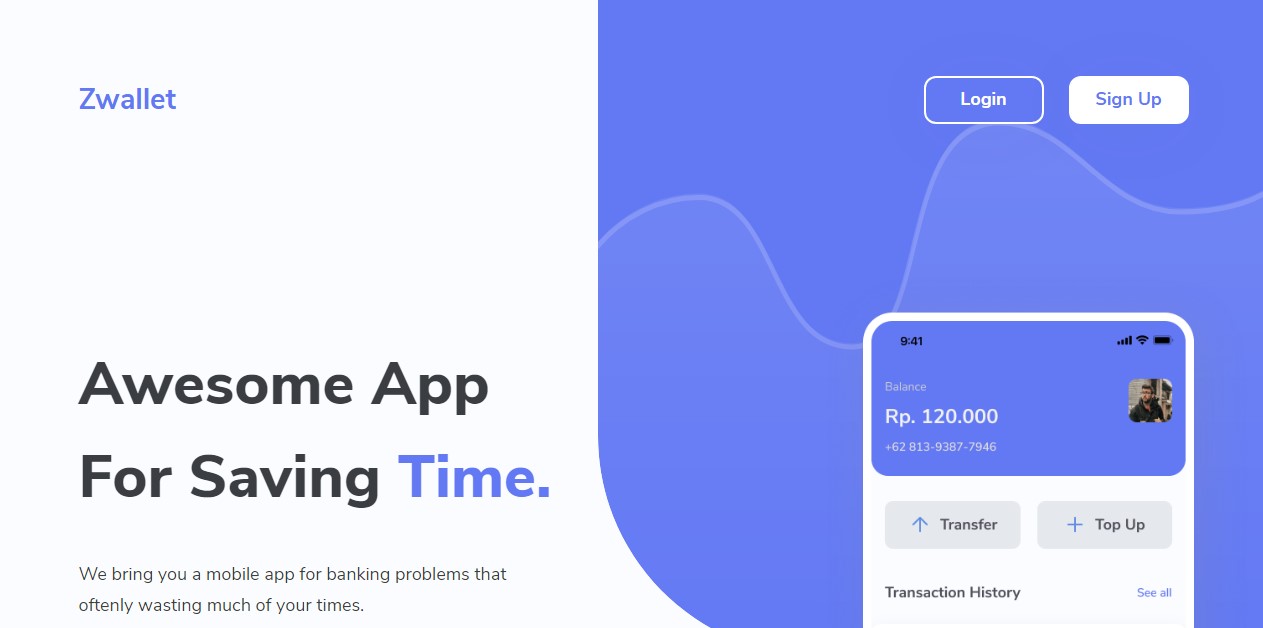 Zwallet
Login
Sign Up
Awesome App
For Saving Time.
We bring you a mobile app for banking problems that
oftenly wasting much of your times.
9:41
Balance
Rp. 120.000
+62 813-9387-7946
Transfer
Top Up
Transaction History
See all